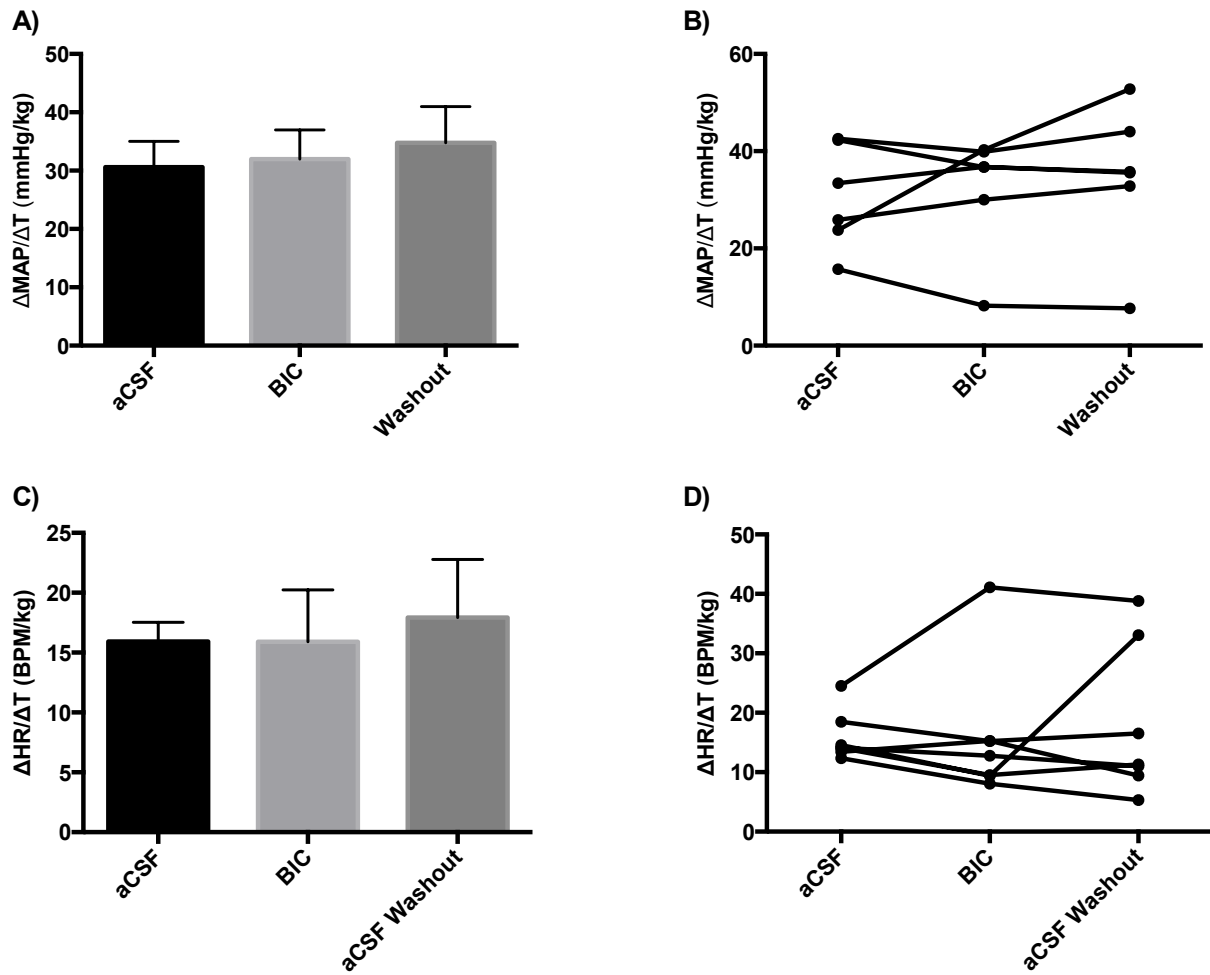 A)
ΔMAP/ΔT (mmHg/kg)
50
40
30
20
10
0
aCSF
BIC
Washout
B)
ΔMAP/ΔT (mmHg/kg)
60
40
20
0
aCSF
BIC
Washout
C)
ΔHR/ΔT (BPM/kg)
25
20
15
10
5
0
aCSF
BIC
aCSF Washout
D)
ΔHR/ΔT (BPM/kg)
50
40
30
20
10
0
aCSF
BIC
aCSF Washout